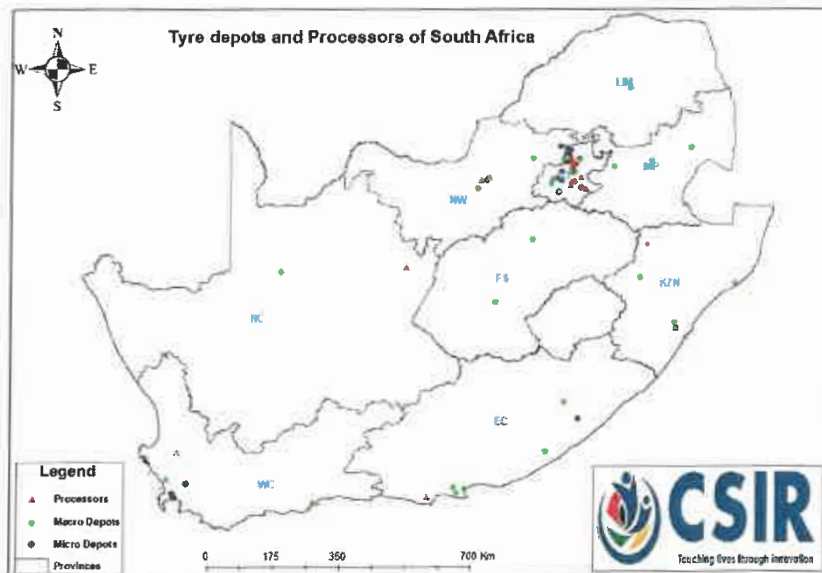 Tyre depots and Processors of South Africa
N
W E
S
LIM
MP
NW
FS
KZN
NC
EC
WC
Legend
Processors
Macro Depots
Micro Depots
Provinces
0 175 350 700 Km
CSIR
Touching lives through innovation